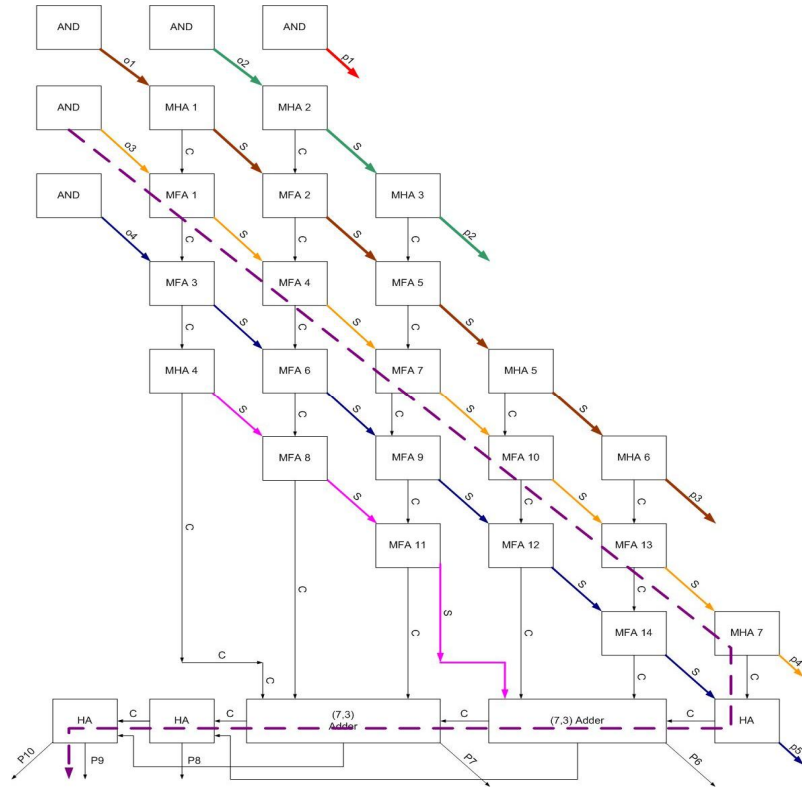 AND AND AND
o1 o2 p1
AND MHA 1 MHA 2
o3 C S C S
AND MFA 1 MFA 2 MHA 3
o4 C S C S C p2
MFA 3 MFA 4 MFA 5
C S C S C S
MHA 4 MFA 6 MFA 7 MHA 5
S C S C S C S
MFA 8 MFA 9 MFA 10 MHA 6
C S C S C S C p3
MFA 11 MFA 12 MFA 13
C C S C C S C S
MFA 14 MHA 7
C C C S C p4
HA C HA C (7,3) Adder C (7,3) Adder C HA
P10 P9 P8 P7 P6 p5